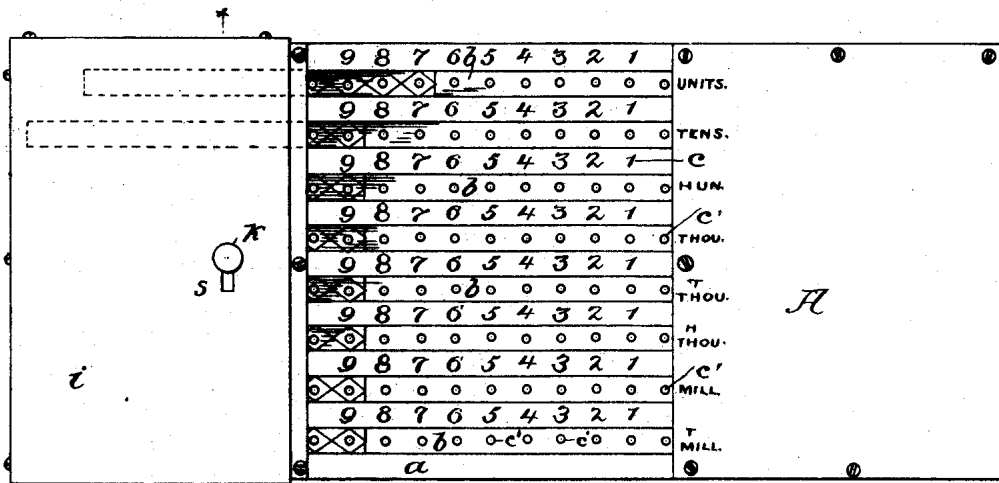 *
9 8 7 6 b 5 4 3 2 1
UNITS.
9 8 7 6 5 4 3 2 1
TENS.
9 8 7 6 5 4 3 2 1 C
b HUN.
9 8 7 6 5 4 3 2 1 C'
K THOU.
9 8 7 6 5 4 3 2 1
S b T THOU.
A
9 8 7 6 5 4 3 2 1
H THOU.
9 8 7 6 5 4 3 2 1 C'
i MILL.
9 8 7 6 5 4 3 2 1
b c' c' T MILL.
a